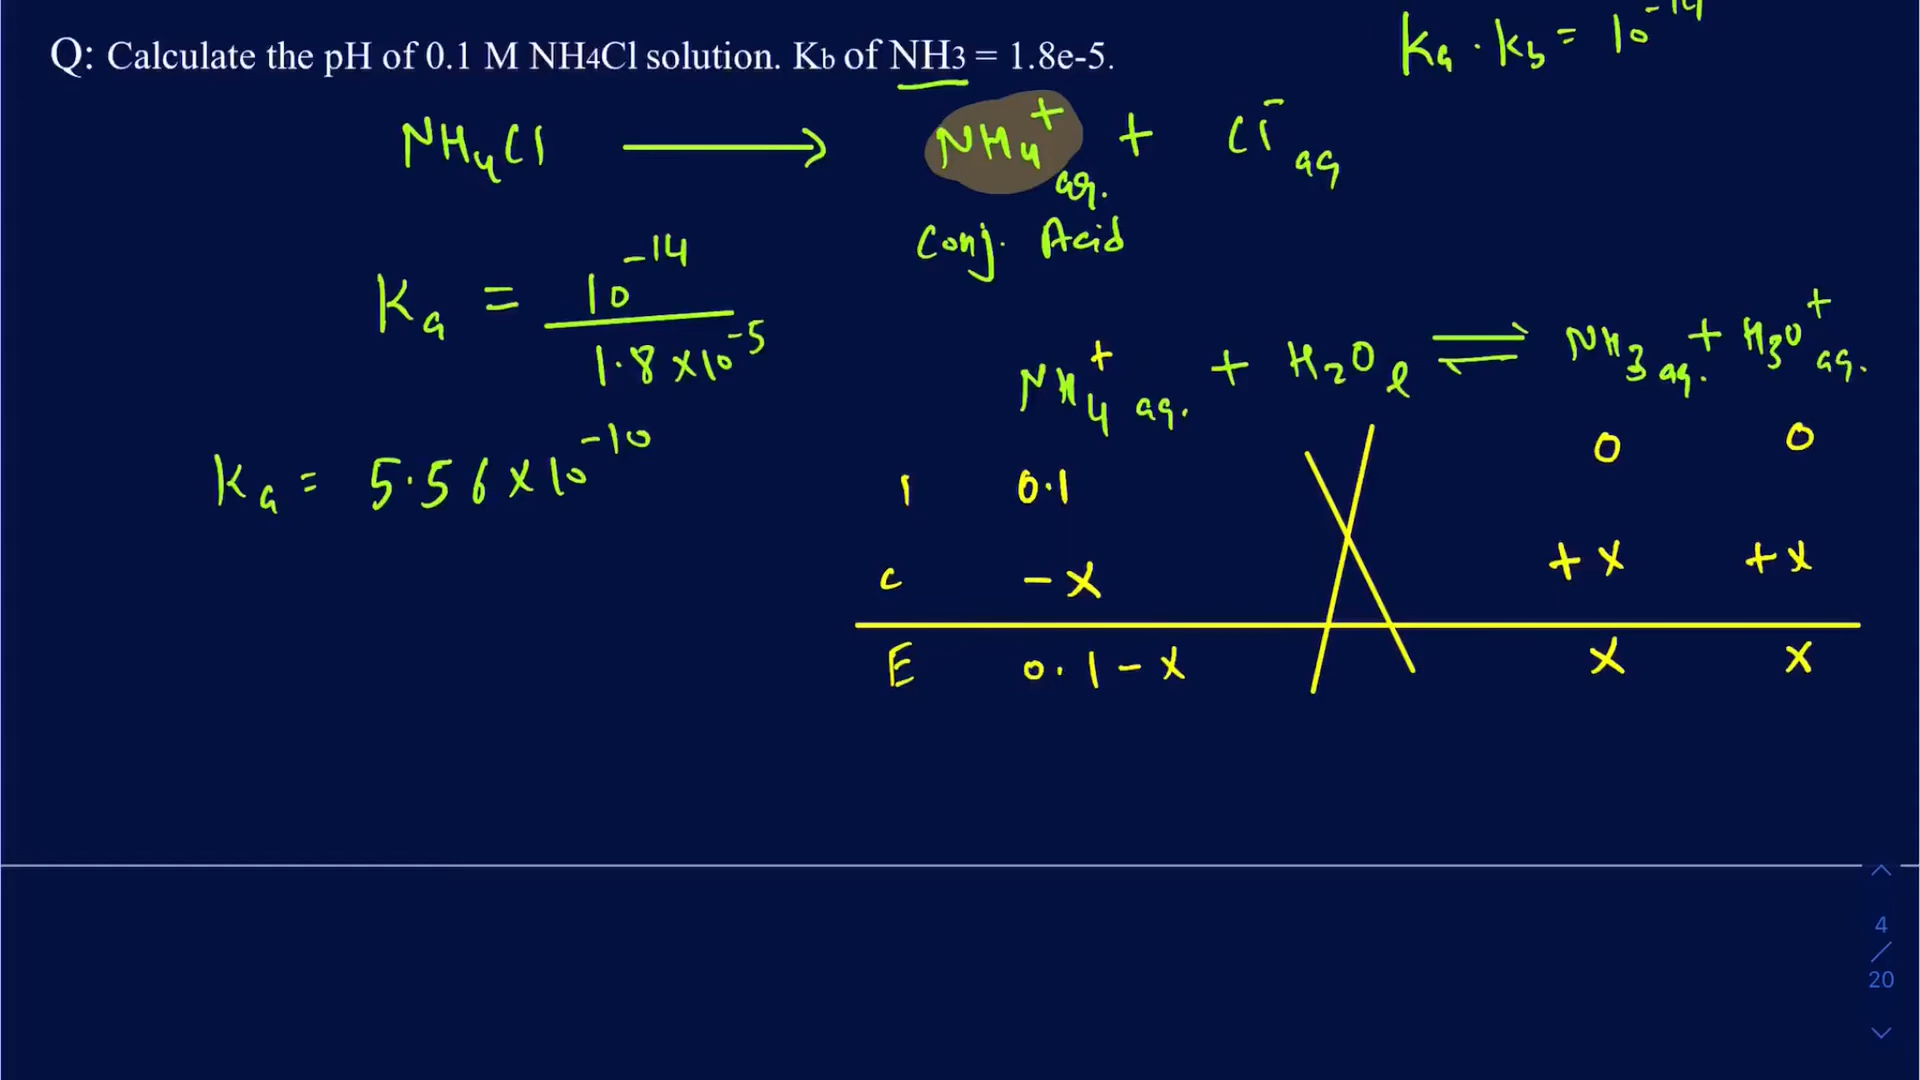 Q: Calculate the pH of 0.1 M NH4Cl solution. Kb of NH3 = 1.8e-5.
Ka · Kb = 10^-14
NH4Cl ⟶ NH4^+ aq. + Cl^- aq
Conj. Acid
Ka = 10^-14 / 1.8 × 10^-5
NH4^+ aq. + H2O l ⇌ NH3 aq. + H3O^+ aq.
Ka = 5.56 × 10^-10
I 0.1 0 0
C -x +x +x
E 0.1-x x x
4
/
20